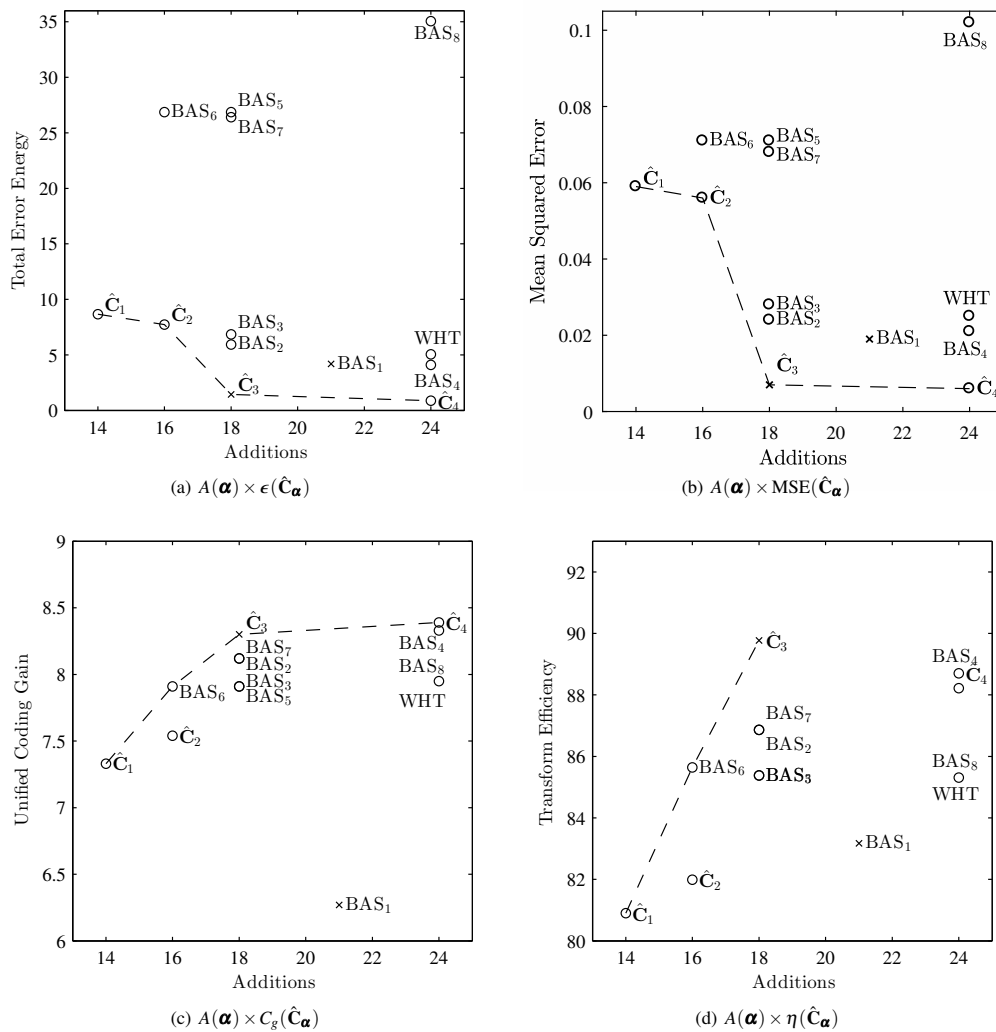 35
30
25
20
15
10
5
0
14 16 18 20 22 24
Total Error Energy
Additions
BAS₈
BAS₆
BAS₅
BAS₇
Ĉ₁
Ĉ₂
BAS₃
BAS₂
WHT
BAS₁
BAS₄
Ĉ₃
Ĉ₄
(a) A(α) × ϵ(Ĉα)
0.1
0.08
0.06
0.04
0.02
0
14 16 18 20 22 24
Mean Squared Error
Additions
BAS₈
BAS₆
BAS₅
BAS₇
Ĉ₁
Ĉ₂
BAS₃
BAS₂
WHT
BAS₁
BAS₄
Ĉ₃
Ĉ₄
(b) A(α) × MSE(Ĉα)
9
8.5
8
7.5
7
6.5
6
14 16 18 20 22 24
Unified Coding Gain
Additions
Ĉ₃
Ĉ₄
BAS₇
BAS₂
BAS₄
BAS₈
BAS₆
BAS₃
BAS₅
WHT
Ĉ₂
Ĉ₁
BAS₁
(c) A(α) × C_g(Ĉα)
92
90
88
86
84
82
80
14 16 18 20 22 24
Transform Efficiency
Additions
Ĉ₃
BAS₄
Ĉ₄
BAS₇
BAS₂
BAS₆
BAS₈
WHT
BAS₁
Ĉ₂
Ĉ₁
(d) A(α) × η(Ĉα)